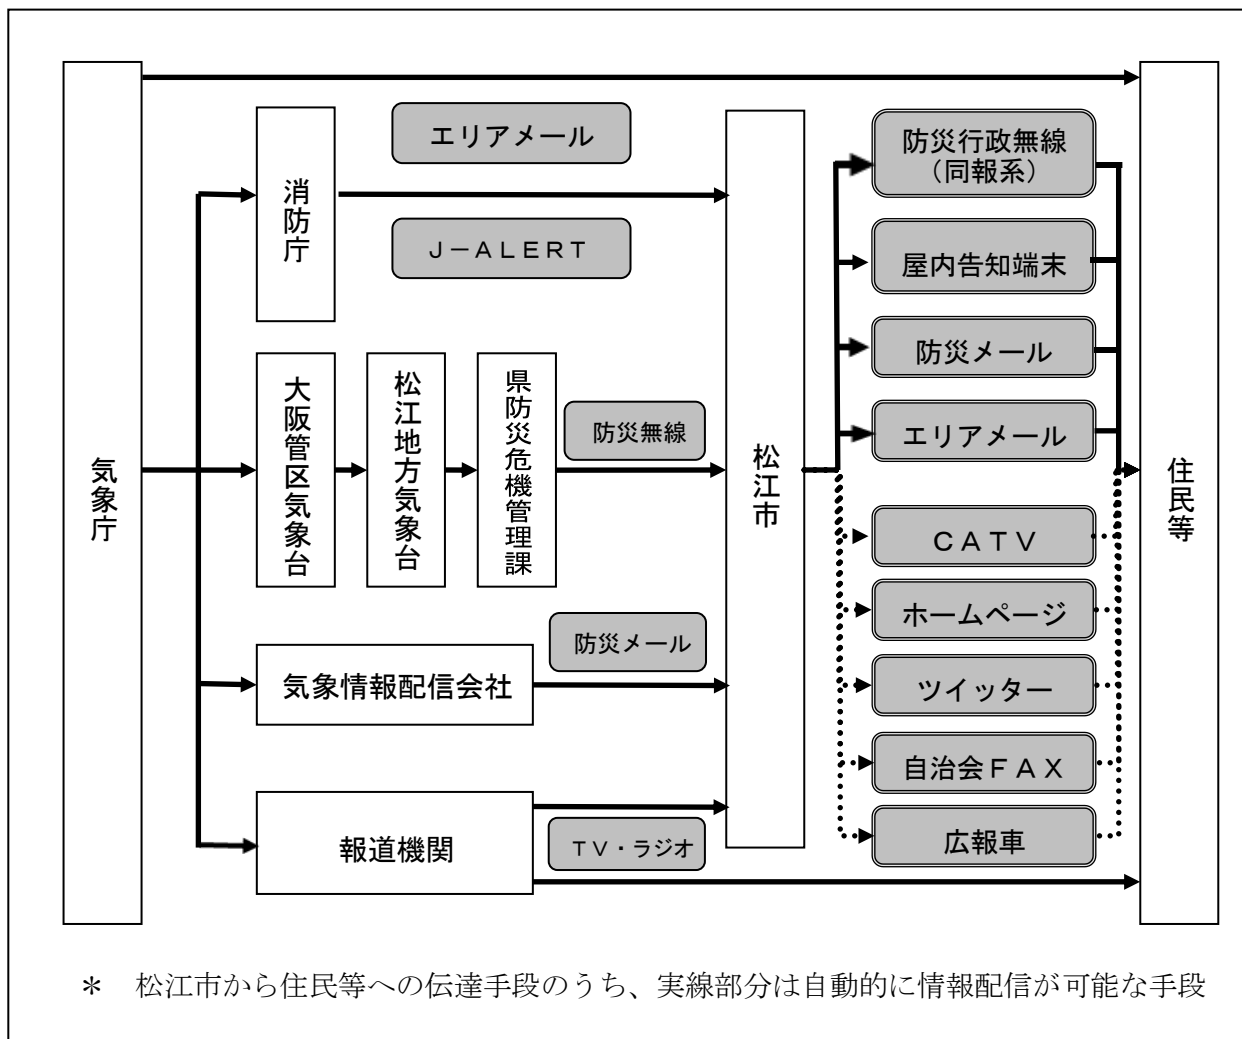 気象庁
消防庁
エリアメール
J－ALERT
大阪管区気象台
松江地方気象台
県防災危機管理課
防災無線
気象情報配信会社
防災メール
報道機関
TV・ラジオ
松江市
防災行政無線
（同報系）
屋内告知端末
防災メール
エリアメール
CATV
ホームページ
ツイッター
自治会FAX
広報車
住民等
＊　松江市から住民等への伝達手段のうち、実線部分は自動的に情報配信が可能な手段